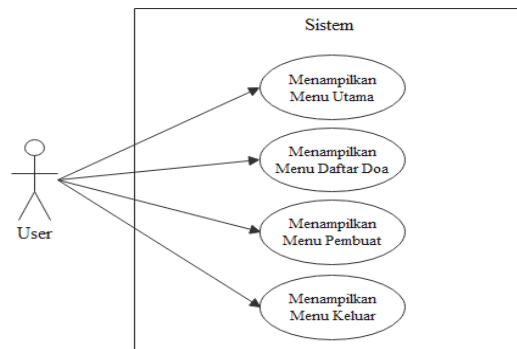 Sistem
Menampilkan
Menu Utama
Menampilkan
Menu Daftar Doa
Menampilkan
Menu Pembuat
Menampilkan
Menu Keluar
User